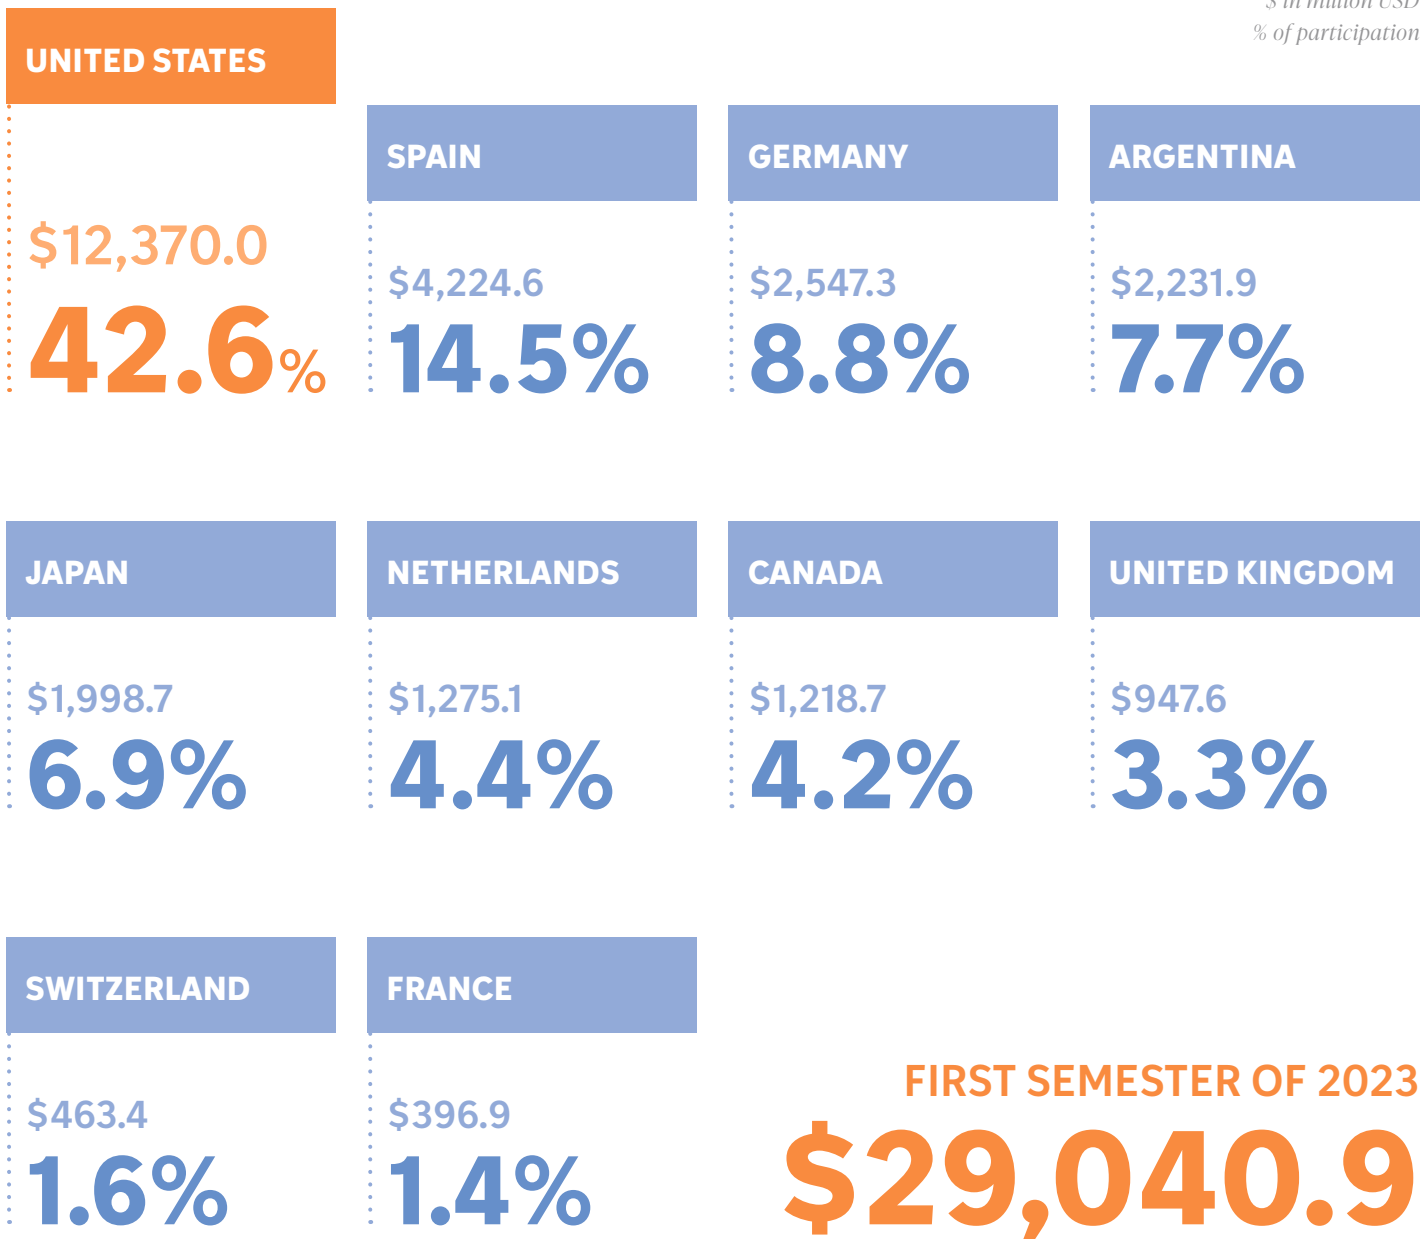 $ in million USD
% of participation
UNITED STATES
$12,370.0
42.6%
SPAIN
$4,224.6
14.5%
GERMANY
$2,547.3
8.8%
ARGENTINA
$2,231.9
7.7%
JAPAN
$1,998.7
6.9%
NETHERLANDS
$1,275.1
4.4%
CANADA
$1,218.7
4.2%
UNITED KINGDOM
$947.6
3.3%
SWITZERLAND
$463.4
1.6%
FRANCE
$396.9
1.4%
FIRST SEMESTER OF 2023
$29,040.9